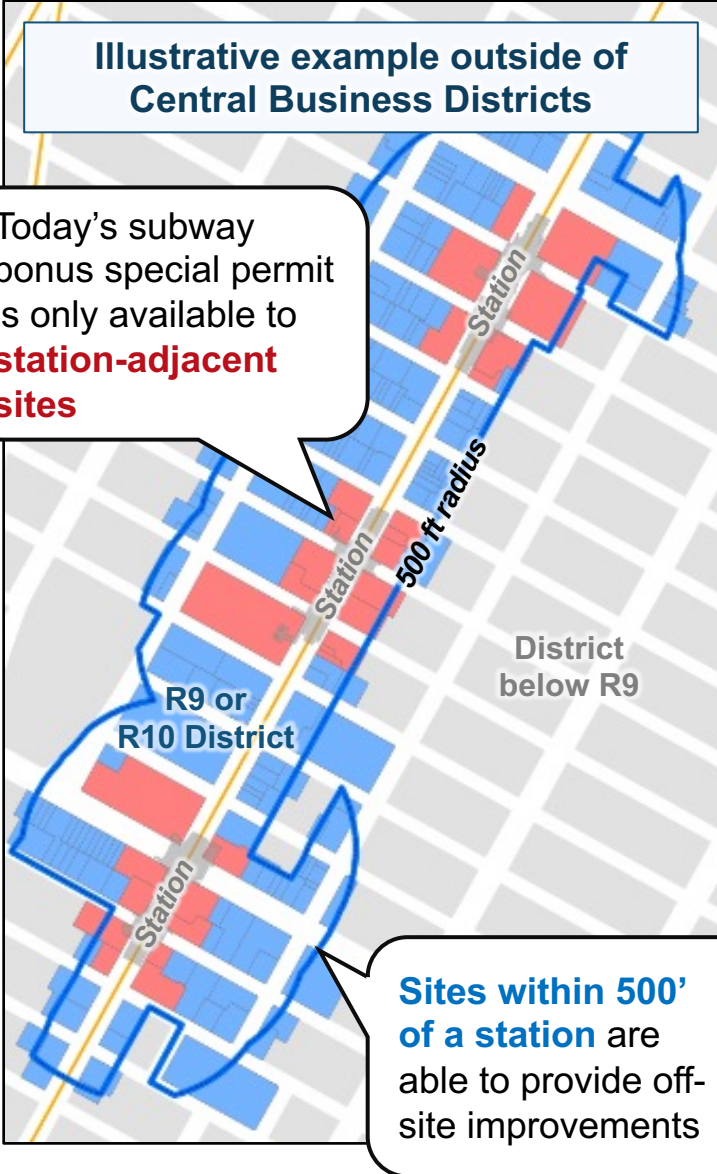 Illustrative example outside of
Central Business Districts
Today's subway
bonus special permit
s only available to
station-adjacent
sites
Station
500 ft radius
Station
District
below R9
R9 or
R10 District
Station
Sites within 500'
of a station are
able to provide off-
site improvements